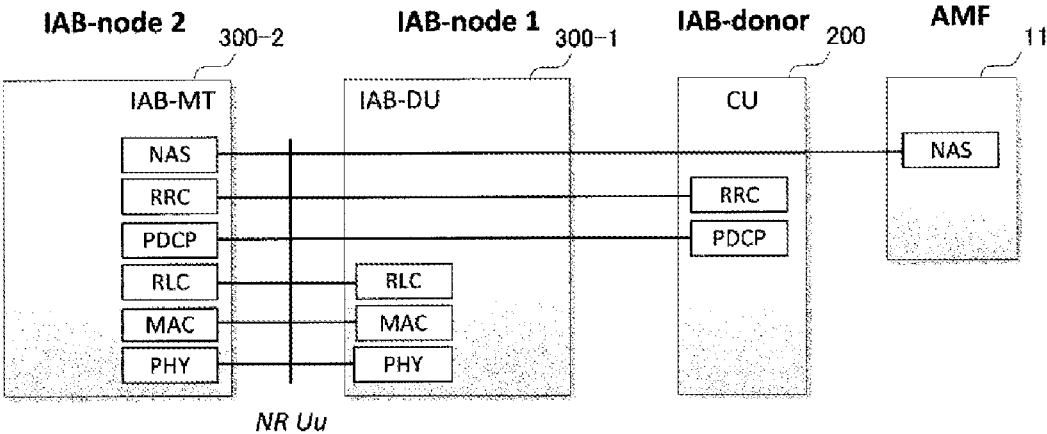 IAB-node 2 IAB-node 1 IAB-donor AMF
300-2 300-1 200 11
IAB-MT IAB-DU CU
NAS NAS
RRC RRC
PDCP PDCP
RLC RLC
MAC MAC
PHY PHY
NR Uu